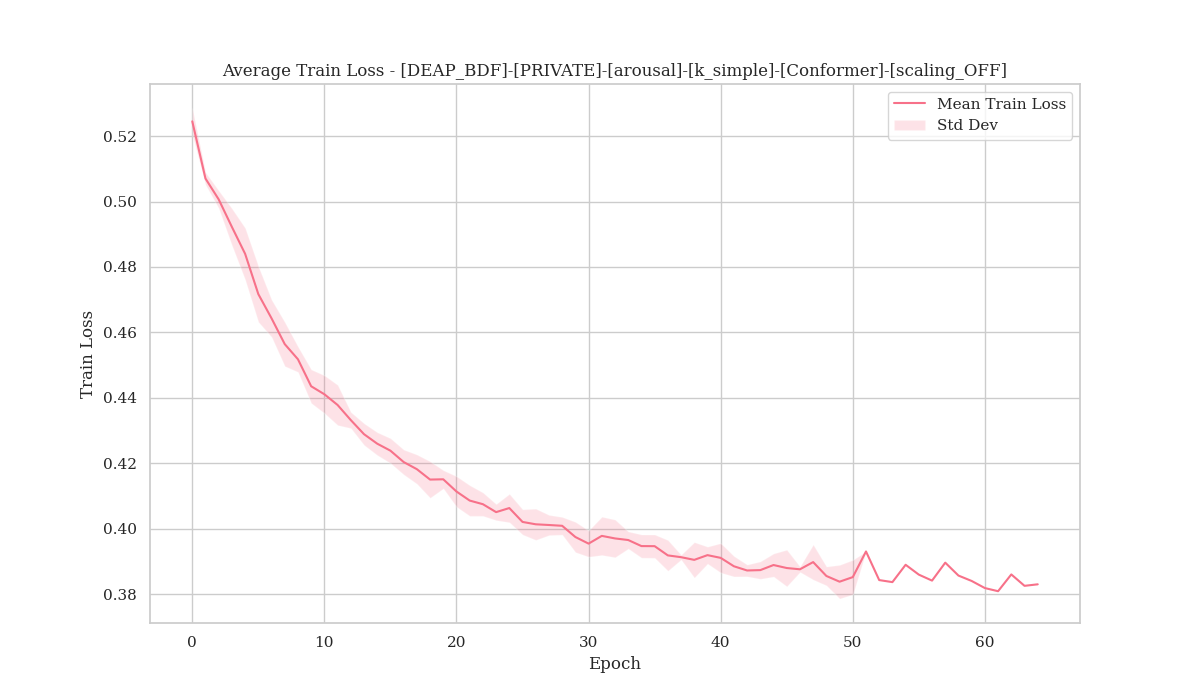 Average Train Loss - [DEAP_BDF]-[PRIVATE]-[arousal]-[k_simple]-[Conformer]-[scaling_OFF]
Mean Train Loss
Std Dev
0.52
0.50
0.48
0.46
0.44
0.42
0.40
0.38
Train Loss
0 10 20 30 40 50 60
Epoch